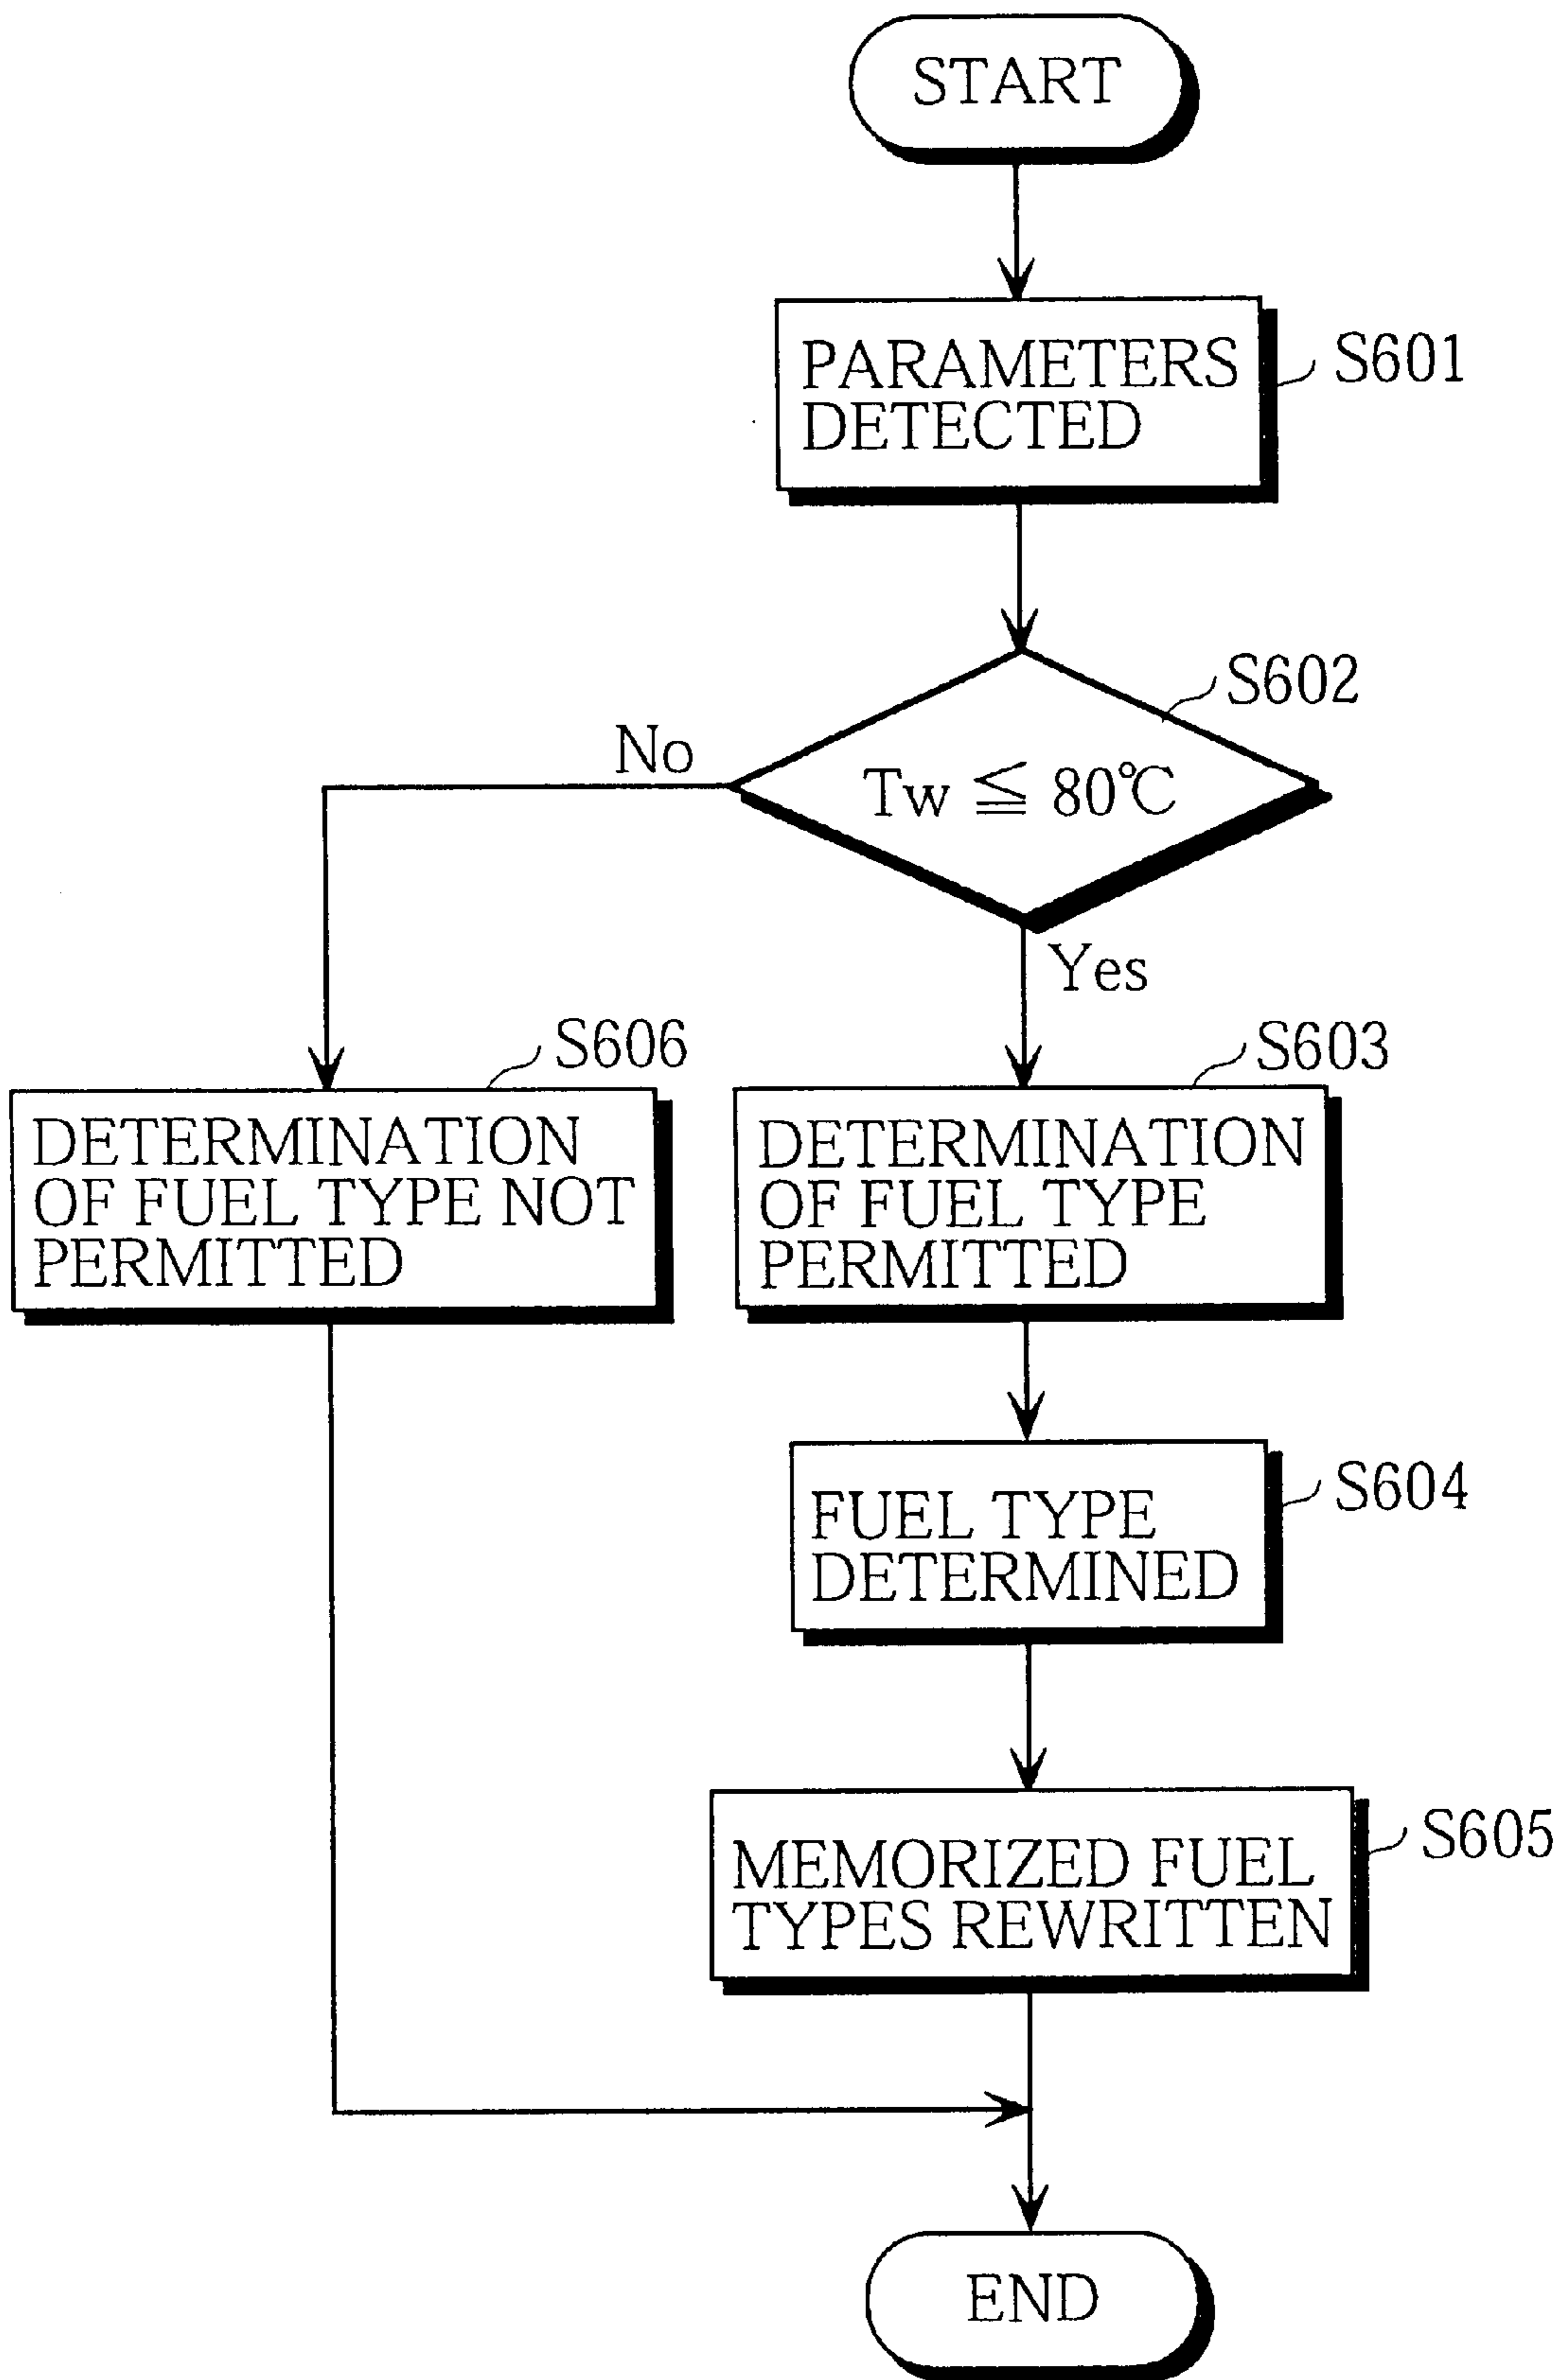 START
PARAMETERS
DETECTED
S601
S602
Tw ≦ 80℃
No
Yes
S606
DETERMINATION
OF FUEL TYPE NOT
PERMITTED
S603
DETERMINATION
OF FUEL TYPE
PERMITTED
S604
FUEL TYPE
DETERMINED
S605
MEMORIZED FUEL
TYPES REWRITTEN
END